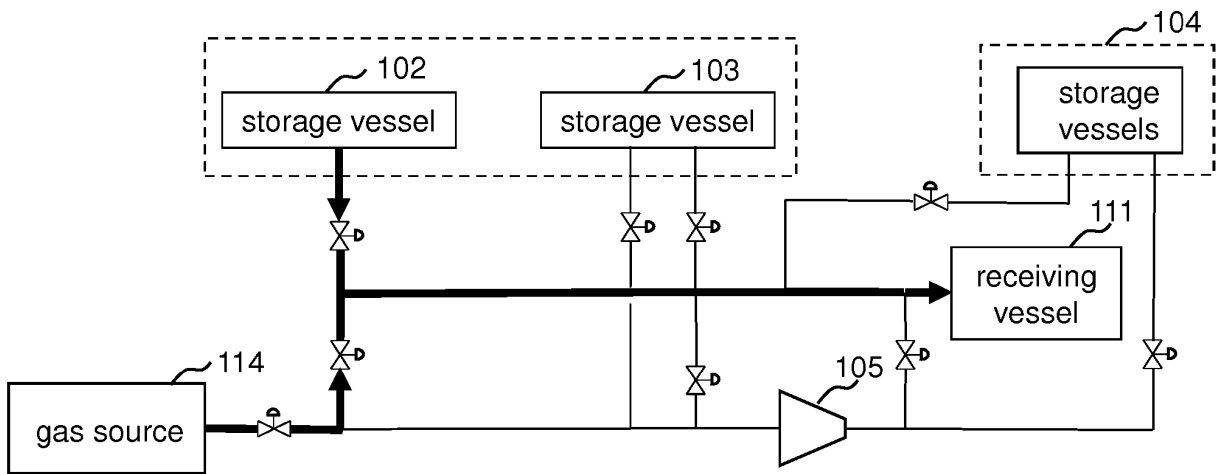 104
102
103
storage
vessels
storage vessel
storage vessel
111
receiving
vessel
114
105
gas source